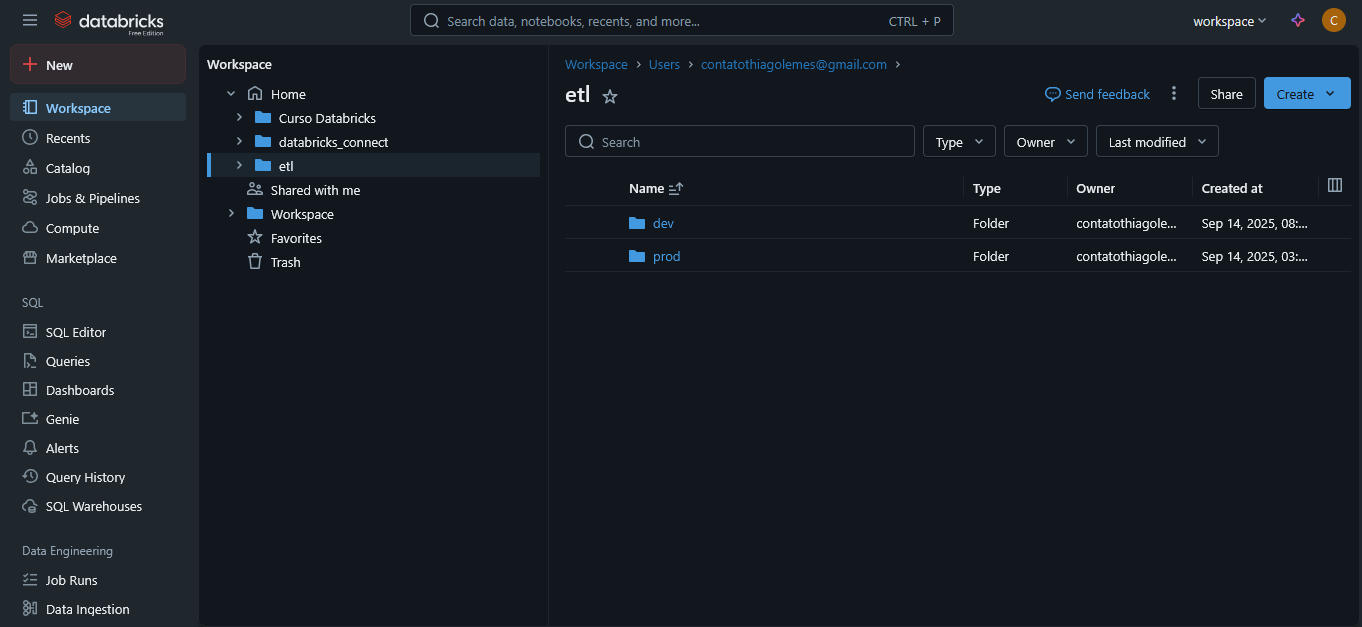 databricks
Free Edition
Search data, notebooks, recents, and more... CTRL + P
workspace
C
New
Workspace
Recents
Catalog
Jobs & Pipelines
Compute
Marketplace
SQL
SQL Editor
Queries
Dashboards
Genie
Alerts
Query History
SQL Warehouses
Data Engineering
Job Runs
Data Ingestion
Workspace
Home
Curso Databricks
databricks_connect
etl
Shared with me
Workspace
Favorites
Trash
Workspace > Users > contatothiagolemes@gmail.com >
etl
Send feedback
Share
Create
Search
Type
Owner
Last modified
Name Type Owner Created at
dev Folder contatothiagole... Sep 14, 2025, 08:...
prod Folder contatothiagole... Sep 14, 2025, 03:...